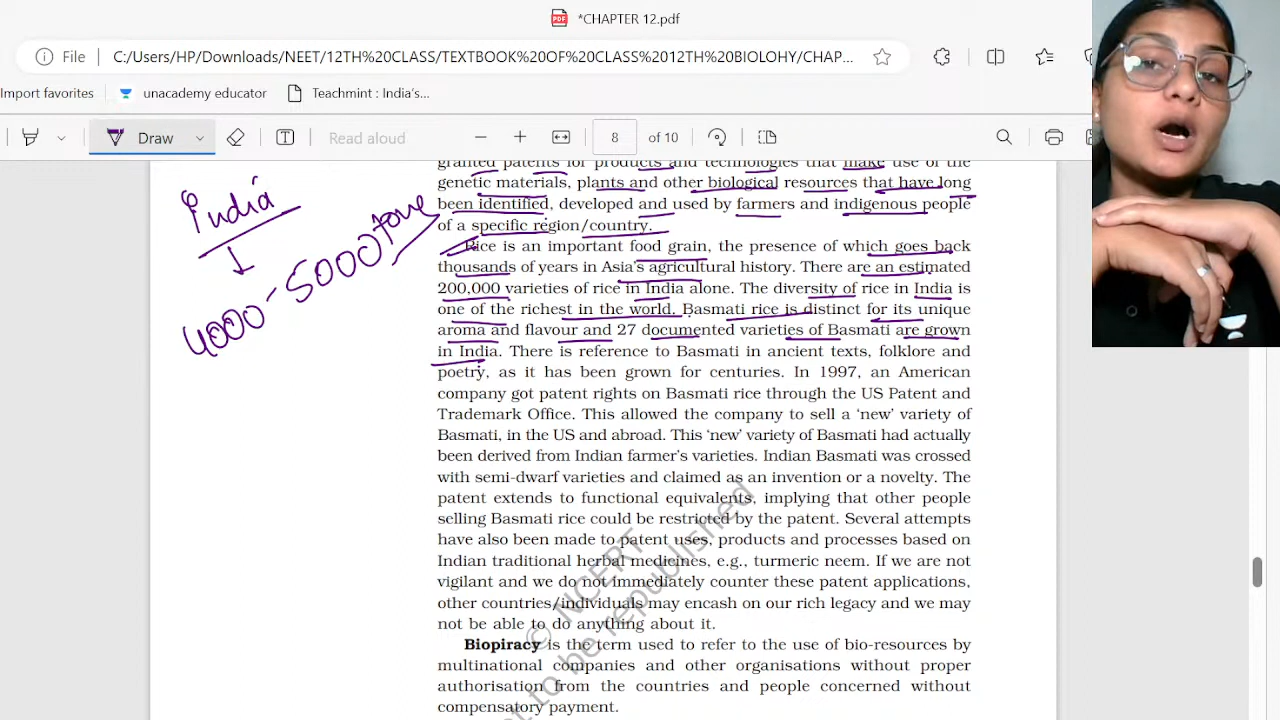 *CHAPTER 12.pdf
File C:/Users/HP/Downloads/NEET/12TH%20CLASS/TEXTBOOK%20OF%20CLASS%2012TH%20BIOLOHY/CHAP...
Import favorites unacademy educator Teachmint : India's...
Draw Read aloud 8 of 10
granted patents for products and technologies that make use of the
genetic materials, plants and other biological resources that have long
been identified, developed and used by farmers and indigenous people
of a specific region/country.
Rice is an important food grain, the presence of which goes back
thousands of years in Asia's agricultural history. There are an estimated
200,000 varieties of rice in India alone. The diversity of rice in India is
one of the richest in the world. Basmati rice is distinct for its unique
aroma and flavour and 27 documented varieties of Basmati are grown
in India. There is reference to Basmati in ancient texts, folklore and
poetry, as it has been grown for centuries. In 1997, an American
company got patent rights on Basmati rice through the US Patent and
Trademark Office. This allowed the company to sell a 'new' variety of
Basmati, in the US and abroad. This 'new' variety of Basmati had actually
been derived from Indian farmer's varieties. Indian Basmati was crossed
with semi-dwarf varieties and claimed as an invention or a novelty. The
patent extends to functional equivalents, implying that other people
selling Basmati rice could be restricted by the patent. Several attempts
have also been made to patent uses, products and processes based on
Indian traditional herbal medicines, e.g., turmeric neem. If we are not
vigilant and we do not immediately counter these patent applications,
other countries/individuals may encash on our rich legacy and we may
not be able to do anything about it.
Biopiracy is the term used to refer to the use of bio-resources by
multinational companies and other organisations without proper
authorisation from the countries and people concerned without
compensatory payment.
India
4000-5000
© NCERT
to be republished